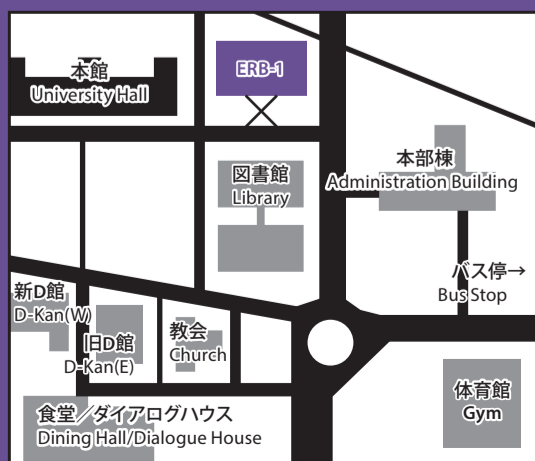 本館
University Hall
ERB-1
図書館
Library
本部棟
Administration Building
バス停→
Bus Stop
新D館
D-Kan(W)
旧D館
D-Kan(E)
教会
Church
体育館
Gym
食堂／ダイアログハウス
Dining Hall/Dialogue House